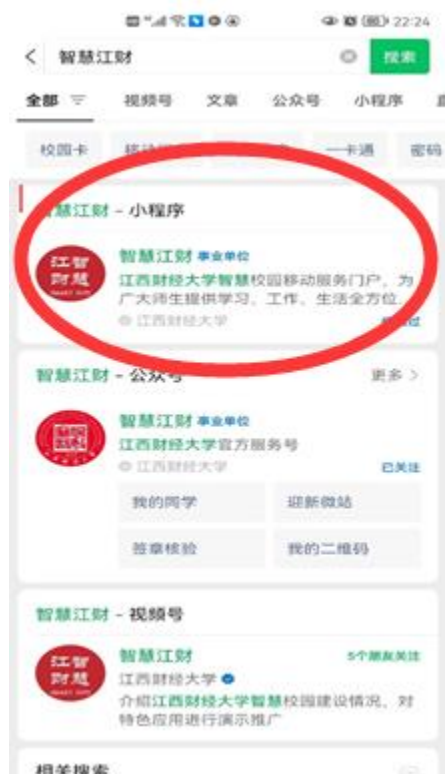 22:24
智慧江财
搜索
全部 视频号 文章 公众号 小程序
校园卡 一卡通 密码
智慧江财 - 小程序
江智
财慧
智慧江财 事业单位
江西财经大学智慧校园移动服务门户，为
广大师生提供学习、工作、生活全方位
江西财经大学
智慧江财 - 公众号 更多
智慧江财 事业单位
江西财经大学官方服务号
江西财经大学 已关注
我的同学 迎新微站
签章核验 我的二维码
智慧江财 - 视频号
江智
财慧
智慧江财 5个朋友关注
江西财经大学
介绍江西财经大学智慧校园建设情况，对
特色应用进行演示推广
相关搜索